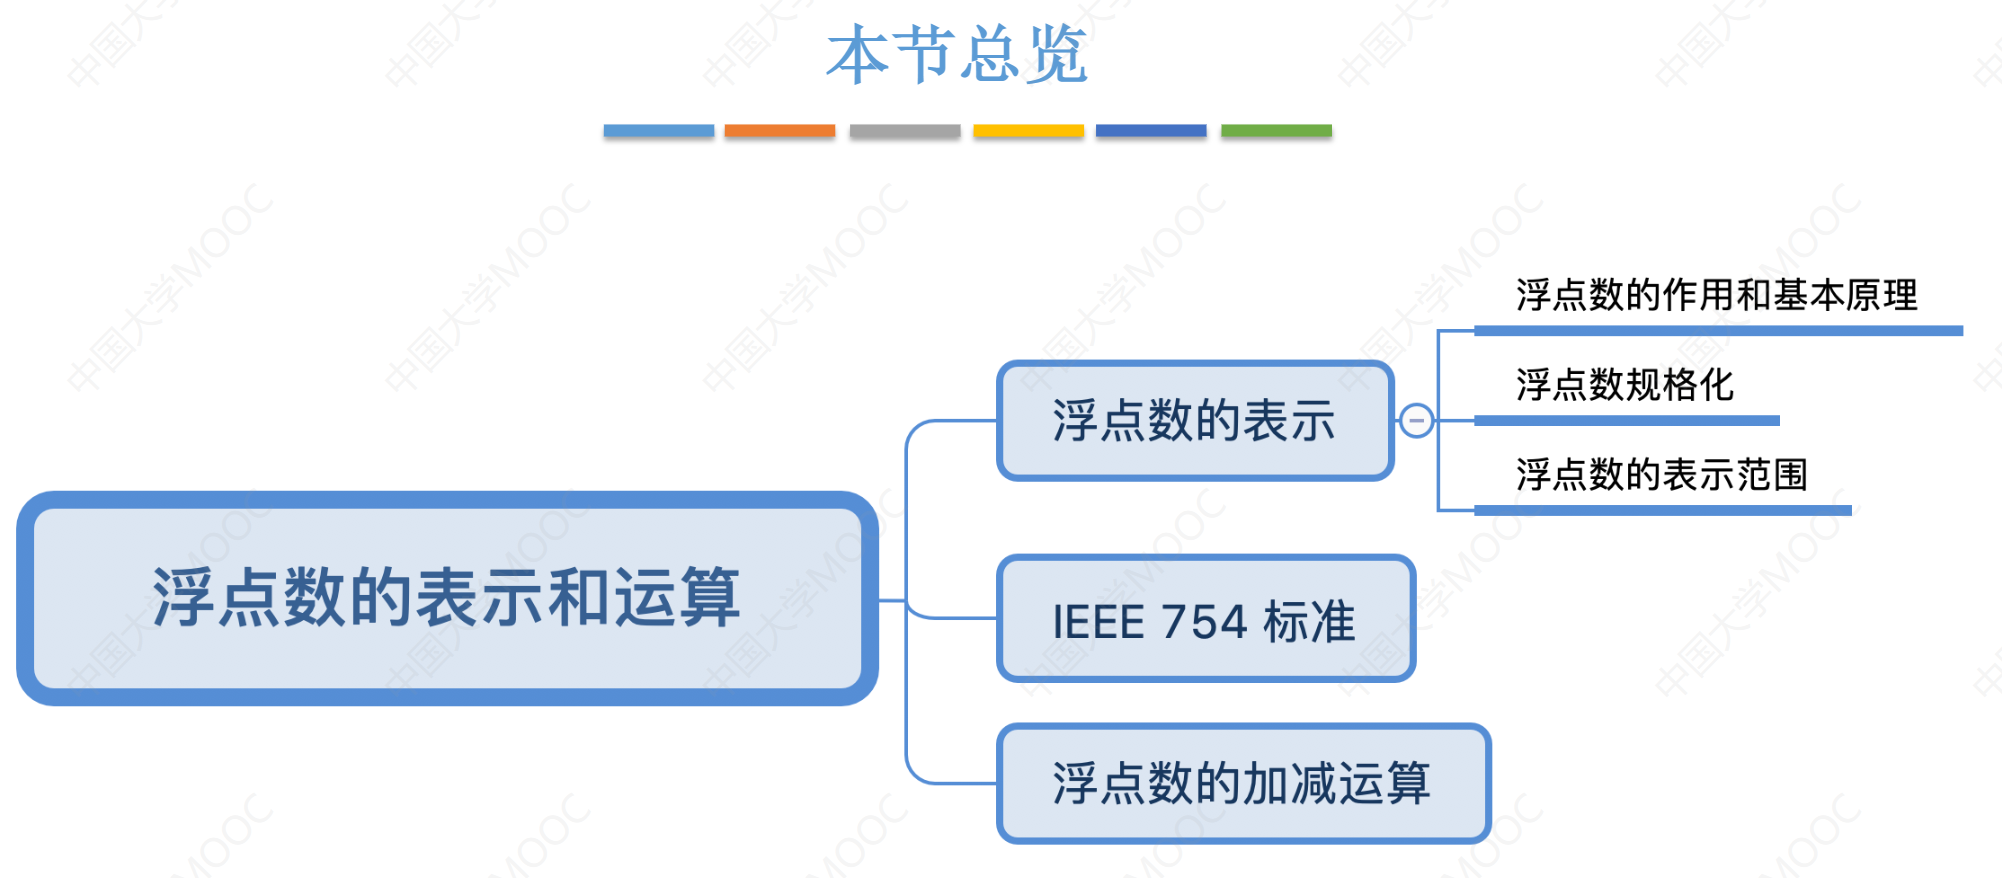 本节总览
浮点数的表示和运算
浮点数的表示
浮点数的作用和基本原理
浮点数规格化
浮点数的表示范围
IEEE 754 标准
浮点数的加减运算
中国大学MOOC